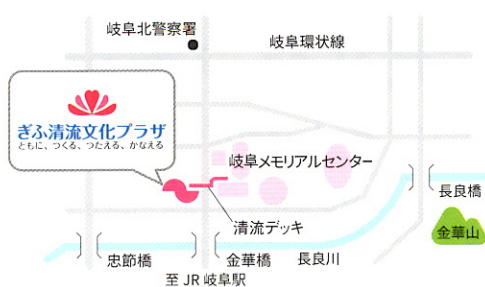 岐阜北警察署
岐阜環状線
ぎふ清流文化プラザ
ともに、つくる、つたえる、かなえる
岐阜メモリアルセンター
長良橋
清流デッキ
金華山
忠節橋
金華橋
長良川
至 JR 岐阜駅